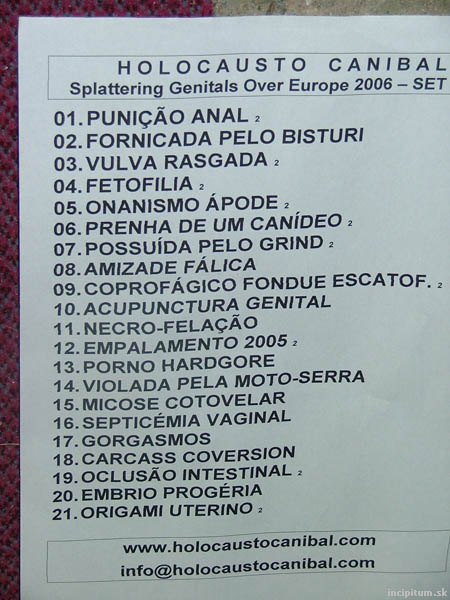 HOLOCAUSTO CANIBAL
Splattering Genitals Over Europe 2006 – SET
01. PUNIÇÃO ANAL 2
02. FORNICADA PELO BISTURI
03. VULVA RASGADA 2
04. FETOFILIA 2
05. ONANISMO ÁPODE 2
06. PRENHA DE UM CANÍDEO 2
07. POSSUÍDA PELO GRIND 2
08. AMIZADE FÁLICA
09. COPROFÁGICO FONDUE ESCATOF. 2
10. ACUPUNCTURA GENITAL
11. NECRO-FELAÇÃO
12. EMPALAMENTO 2005 2
13. PORNO HARDGORE
14. VIOLADA PELA MOTO-SERRA
15. MICOSE COTOVELAR
16. SEPTICÉMIA VAGINAL
17. GORGASMOS
18. CARCASS COVERSION
19. OCLUSÃO INTESTINAL 2
20. EMBRIO PROGÉRIA
21. ORIGAMI UTERINO 2
www.holocaustocanibal.com
info@holocaustocanibal.com
incipitum.sk